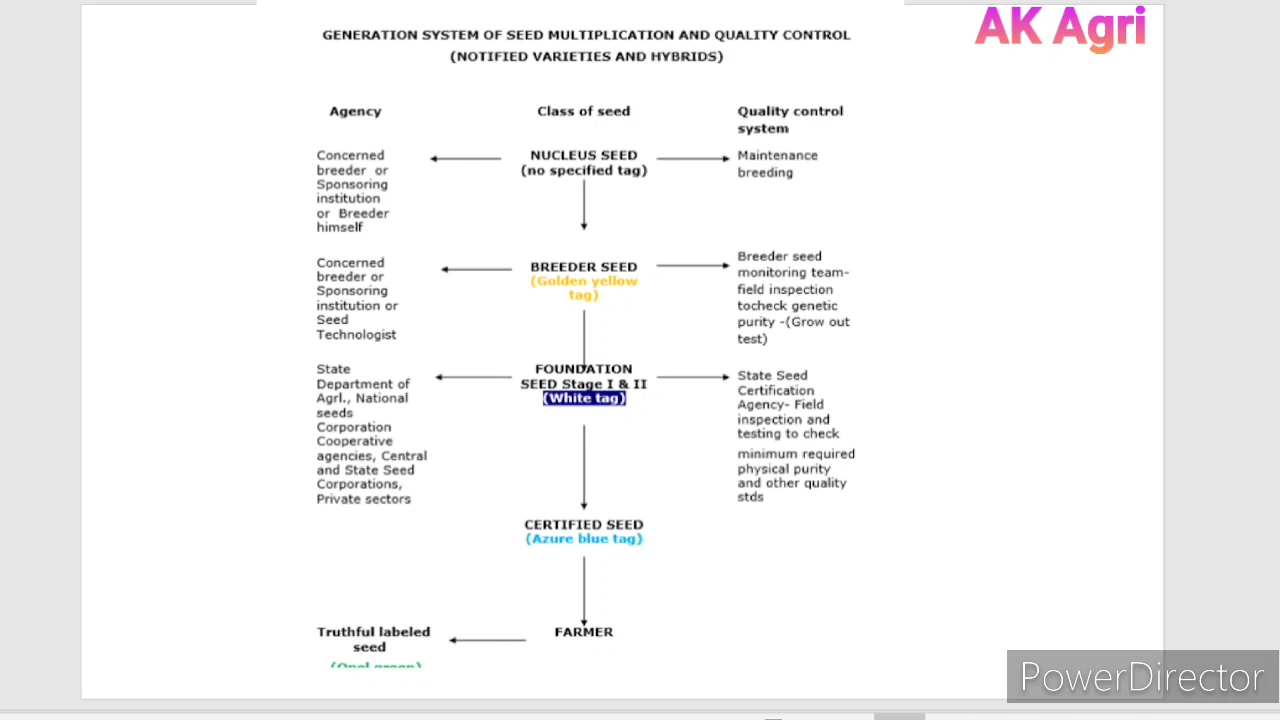 AK Agri
GENERATION SYSTEM OF SEED MULTIPLICATION AND QUALITY CONTROL
(NOTIFIED VARIETIES AND HYBRIDS)
Agency
Class of seed
Quality control
system
Concerned
breeder or
Sponsoring
institution
or Breeder
himself
NUCLEUS SEED
(no specified tag)
Maintenance
breeding
Concerned
breeder or
Sponsoring
institution or
Seed
Technologist
BREEDER SEED
(Golden yellow
tag)
Breeder seed
monitoring team-
field inspection
tocheck genetic
purity -(Grow out
test)
State
Department of
Agrl., National
seeds
Corporation
Cooperative
agencies, Central
and State Seed
Corporations,
Private sectors
FOUNDATION
SEED Stage I & II
(White tag)
State Seed
Certification
Agency- Field
inspection and
testing to check
minimum required
physical purity
and other quality
stds
CERTIFIED SEED
(Azure blue tag)
Truthful labeled
seed
(Opel green)
FARMER
PowerDirector